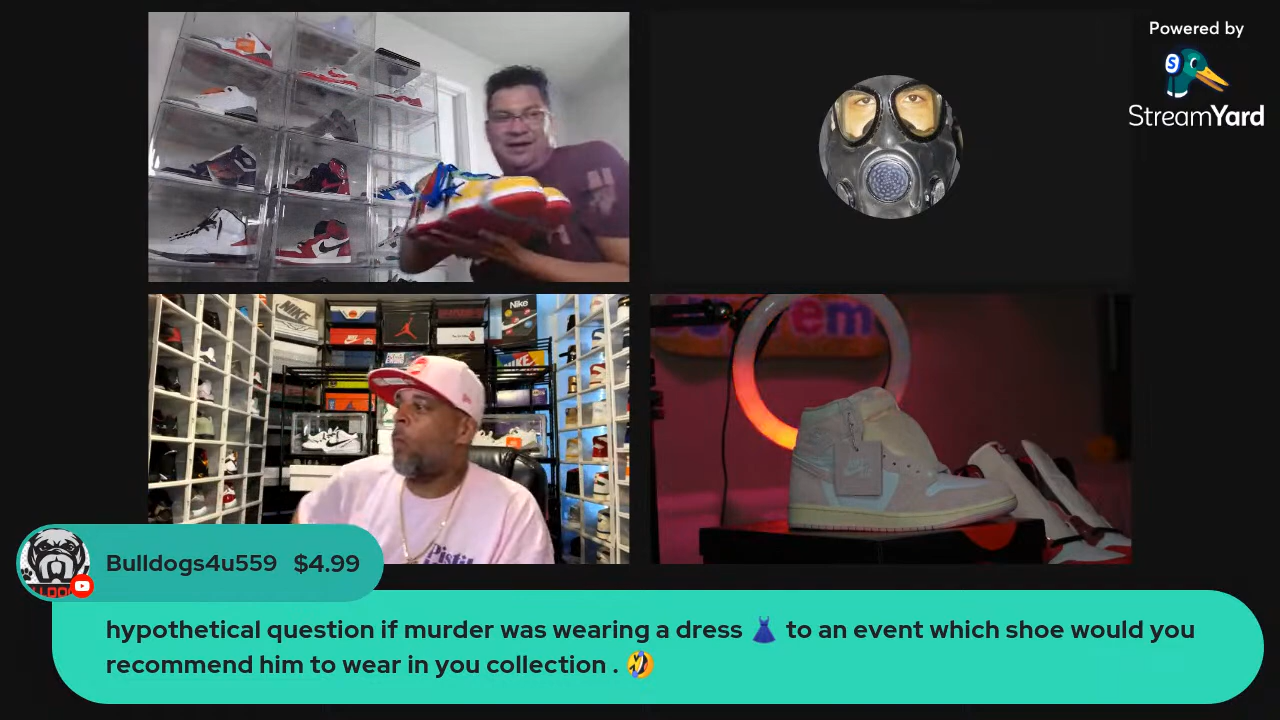 Powered by
StreamYard
Nike
NIKE
Bulldogs4u559 $4.99
hypothetical question if murder was wearing a dress 👗 to an event which shoe would you
recommend him to wear in you collection . 🤣